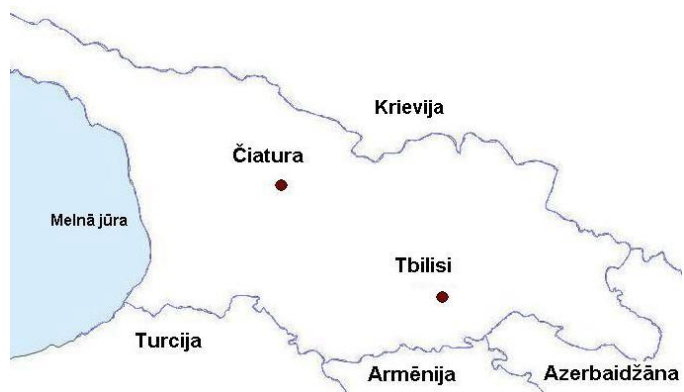 Krievija
Čiatura
Melnā jūra
Tbilisi
Turcija
Armēnija
Azerbaidžāna